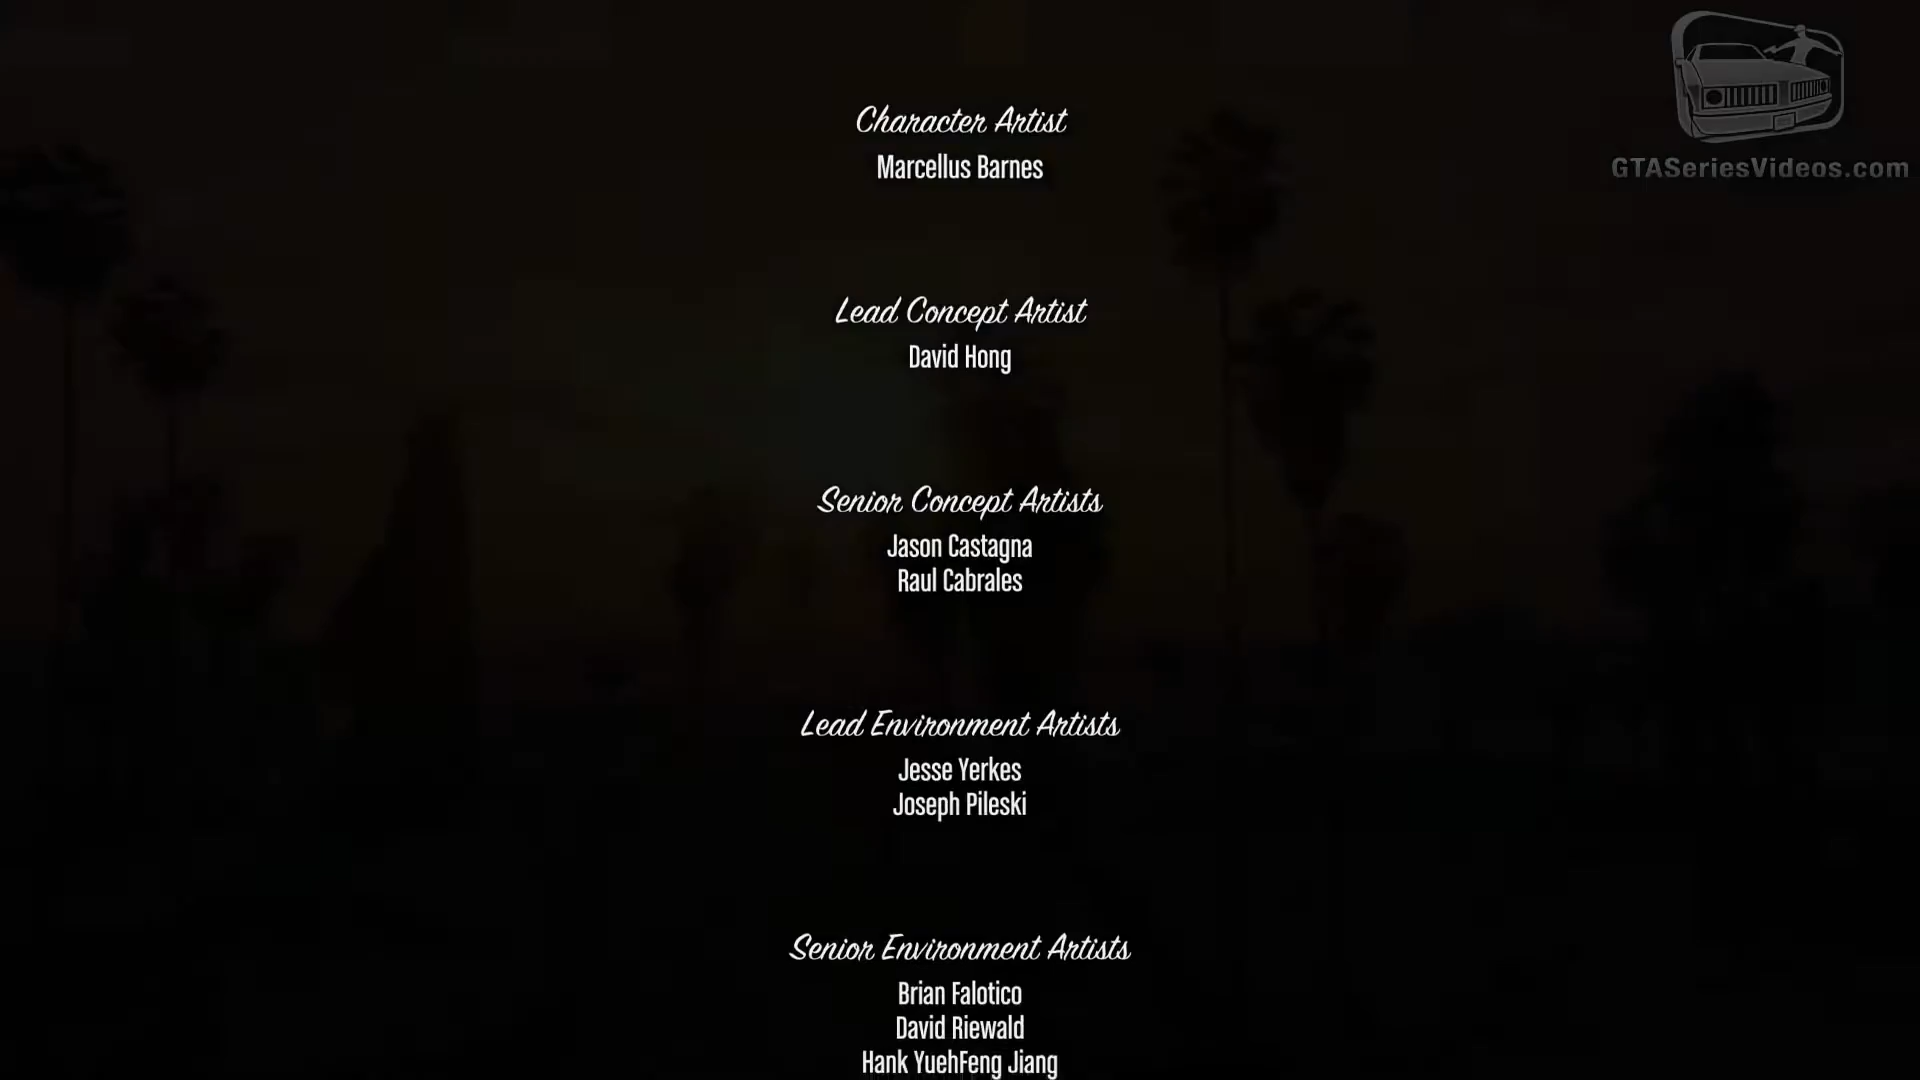 GTASeriesVideos.com
Character Artist
Marcellus Barnes
Lead Concept Artist
David Hong
Senior Concept Artists
Jason Castagna
Raul Cabrales
Lead Environment Artists
Jesse Yerkes
Joseph Pileski
Senior Environment Artists
Brian Falotico
David Riewald
Hank YuehFeng Jiang